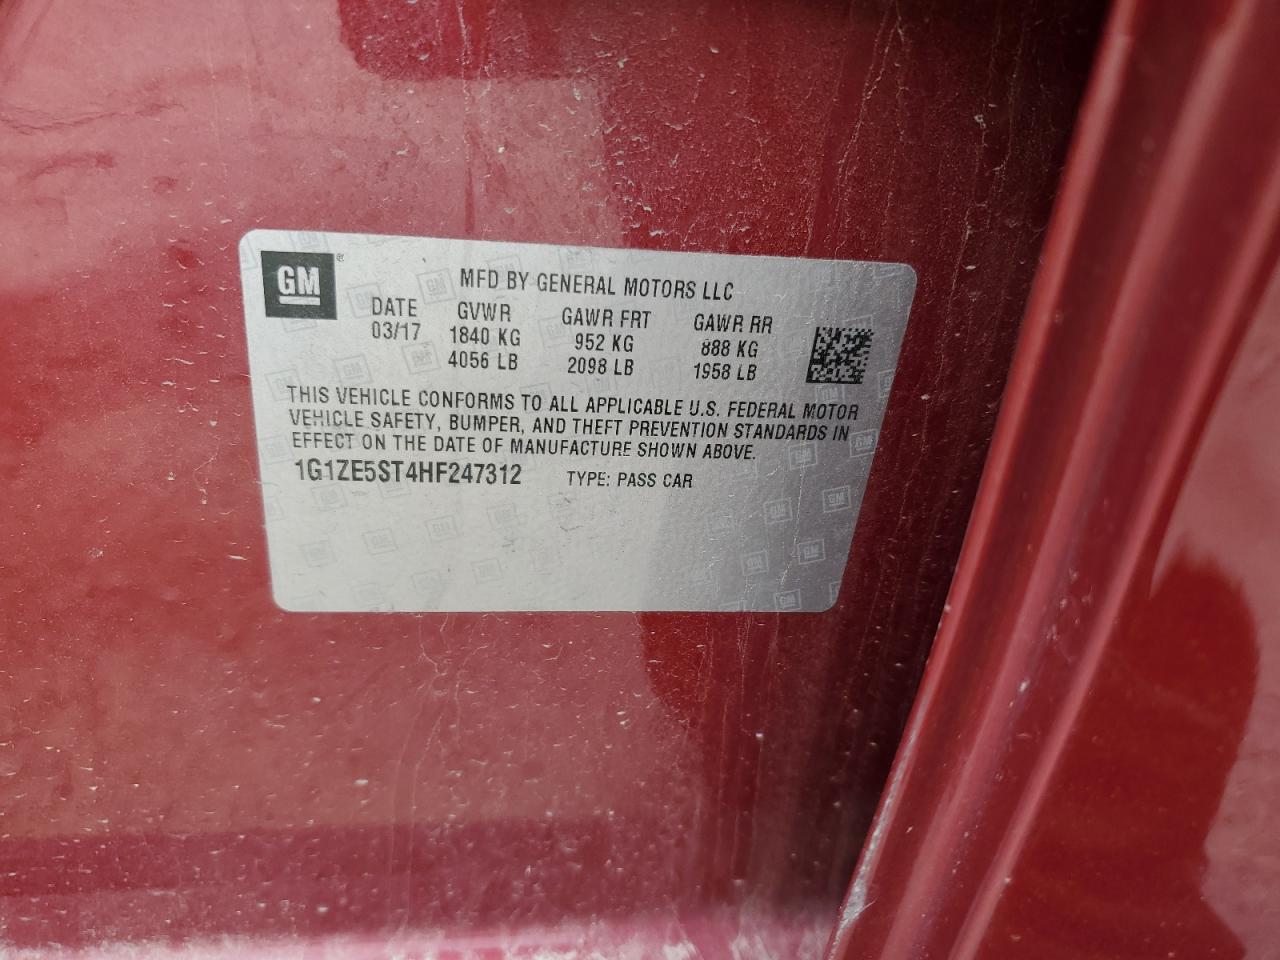 GM®
MFD BY GENERAL MOTORS LLC
DATE GVWR GAWR FRT GAWR RR
03/17 1840 KG 952 KG 888 KG
4056 LB 2098 LB 1958 LB
THIS VEHICLE CONFORMS TO ALL APPLICABLE U.S. FEDERAL MOTOR
VEHICLE SAFETY, BUMPER, AND THEFT PREVENTION STANDARDS IN
EFFECT ON THE DATE OF MANUFACTURE SHOWN ABOVE.
1G1ZE5ST4HF247312 TYPE: PASS CAR